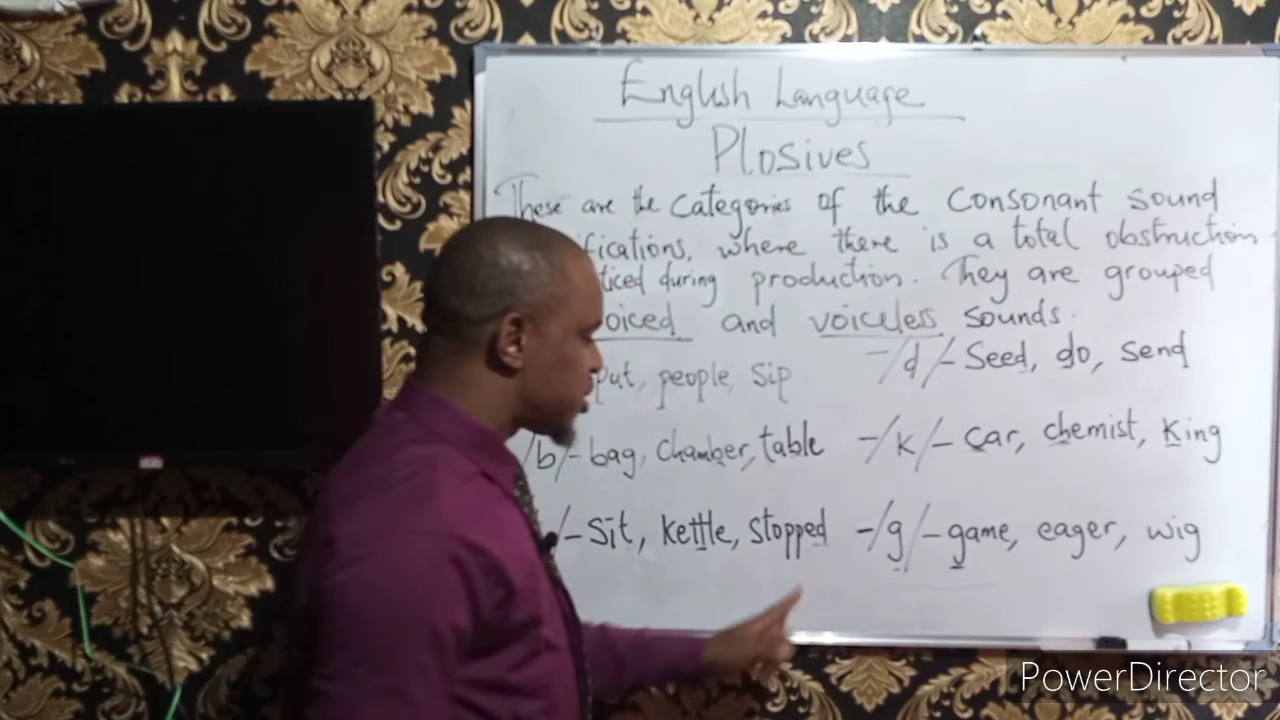 English Language
Plosives
These are the categories of the consonant sound
ifications, where there is a total obstruction
ticed during production. They are grouped
oiced and voiceless sounds.
put, people, sip -/d/- Seed, do, send
/b/- bag, chamber, table -/k/- car, chemist, king
/- sit, kettle, stopped -/g/- game, eager, wig
PowerDirector